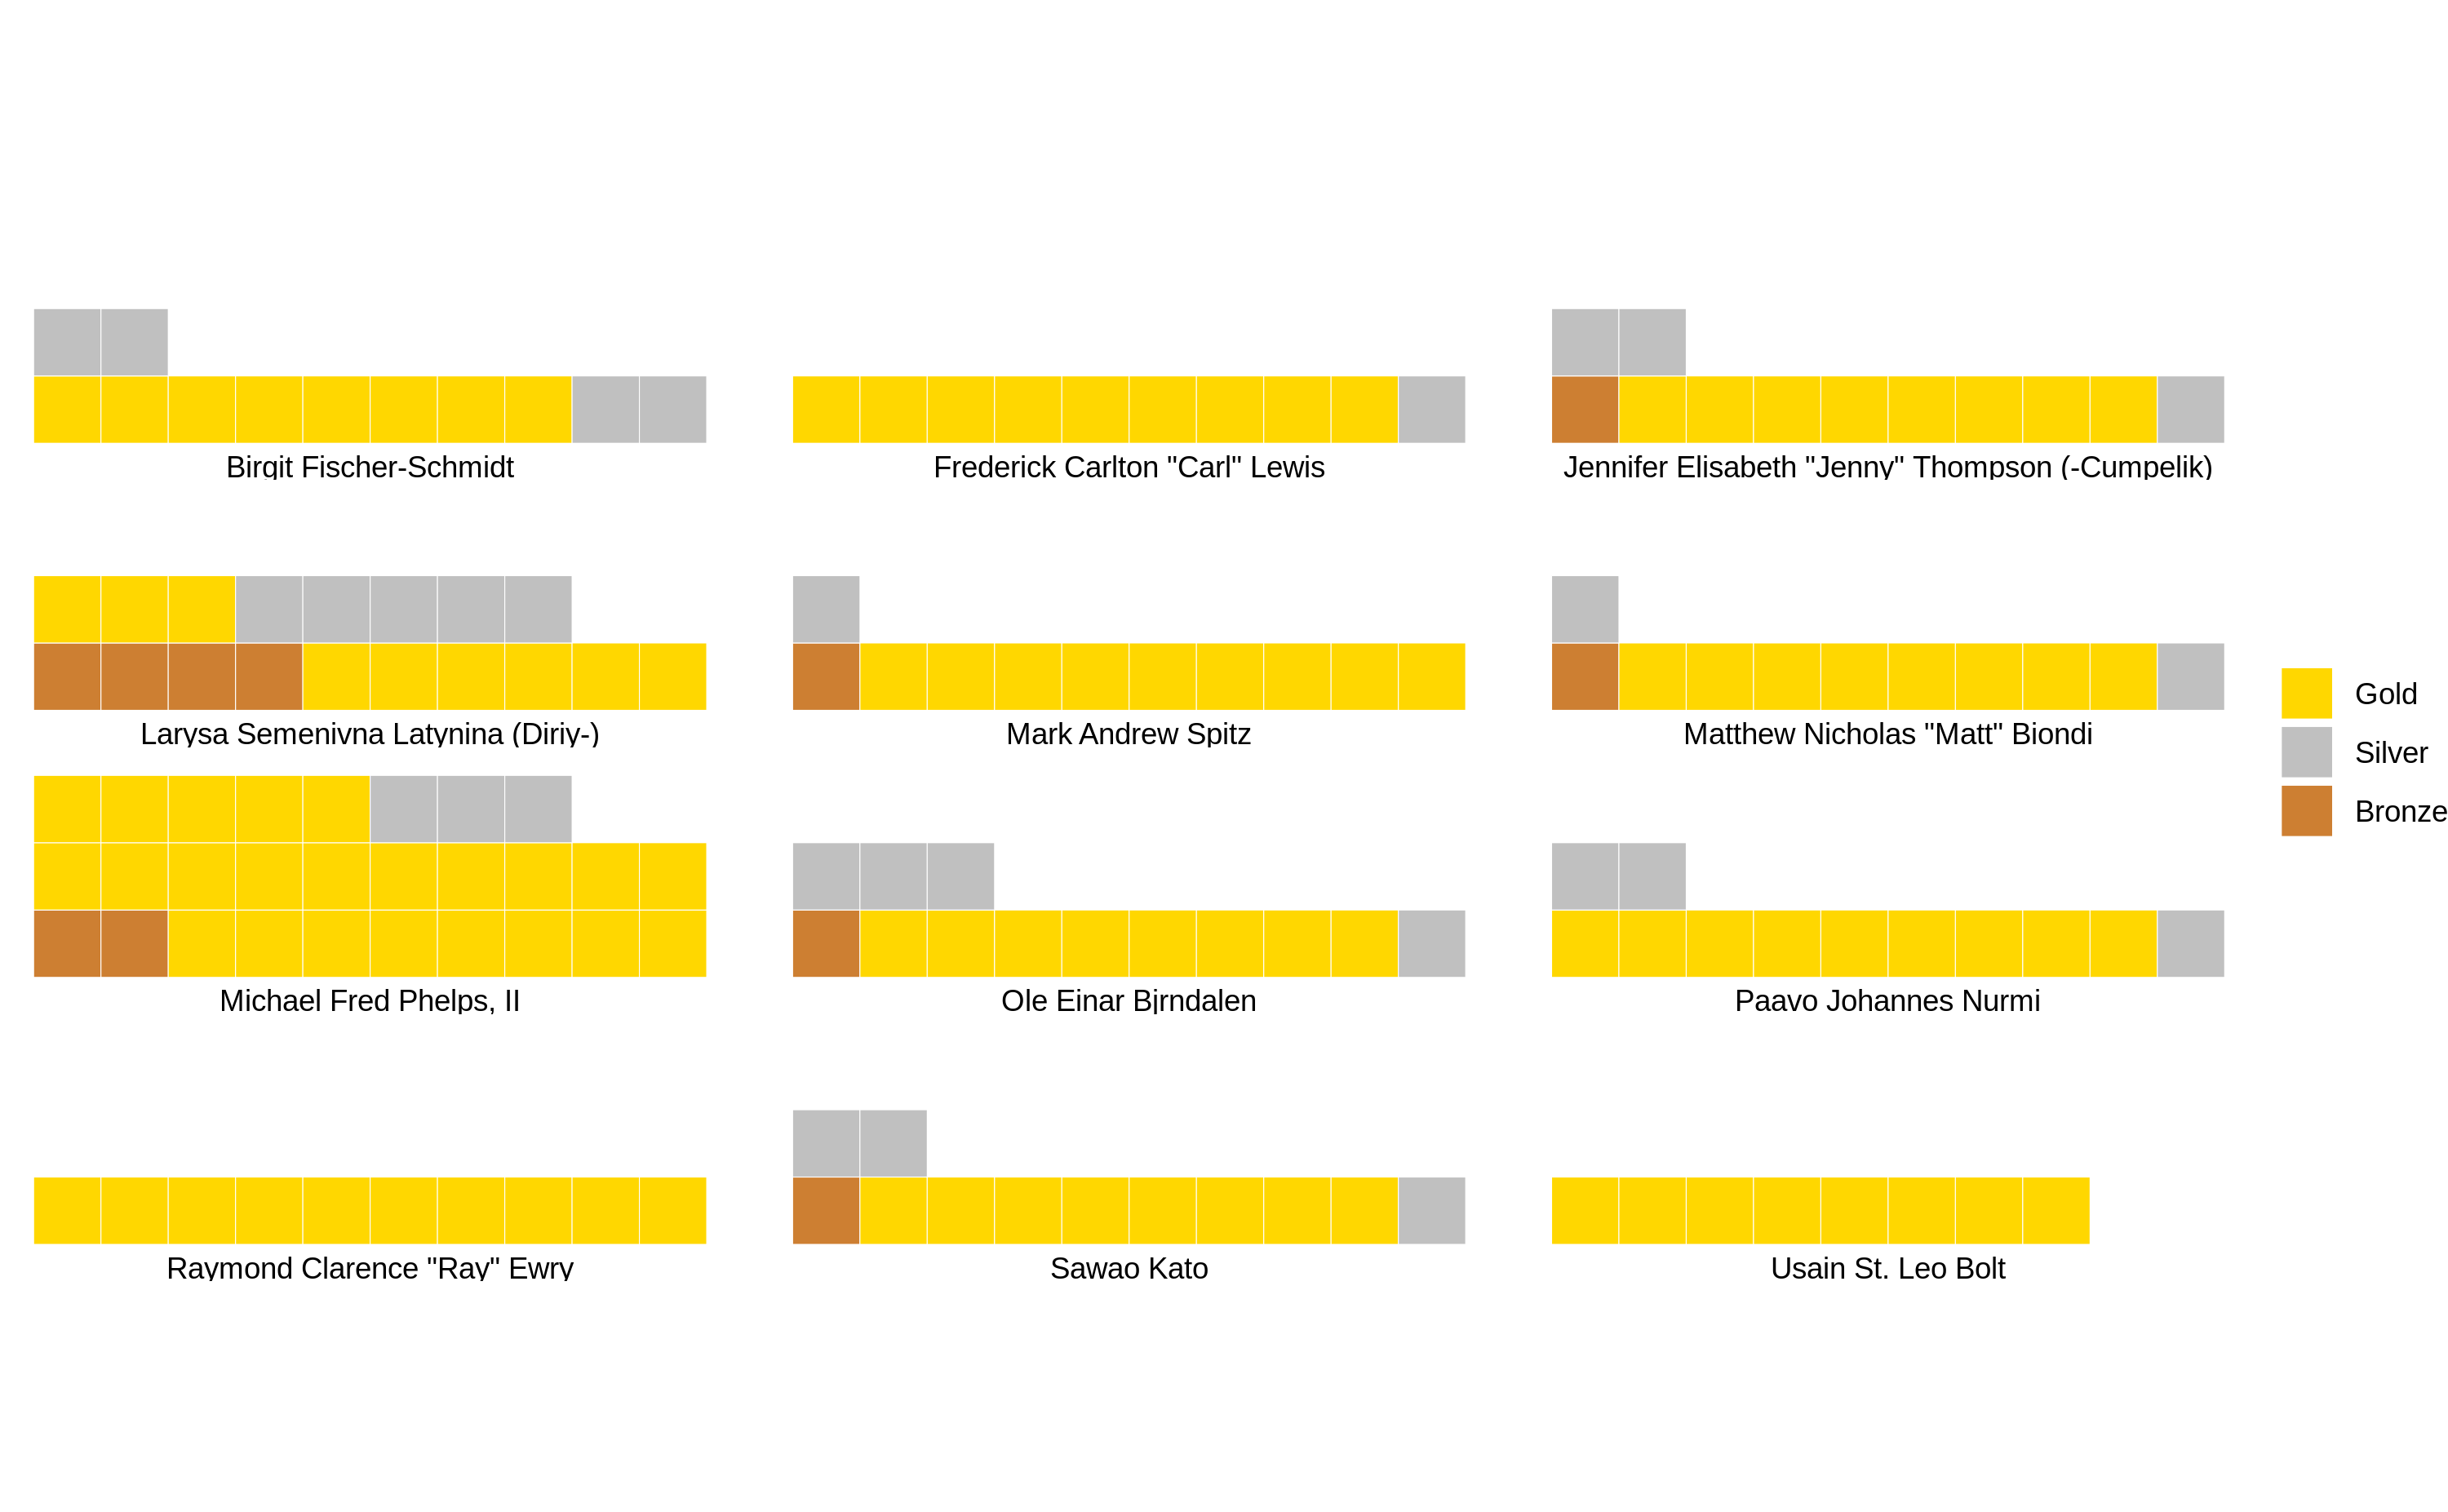 Birgit Fischer-Schmidt
Frederick Carlton "Carl" Lewis
Jennifer Elisabeth "Jenny" Thompson (-Cumpelik)
Larysa Semenivna Latynina (Diriy-)
Mark Andrew Spitz
Matthew Nicholas "Matt" Biondi
Gold
Silver
Bronze
Michael Fred Phelps, II
Ole Einar Bjrndalen
Paavo Johannes Nurmi
Raymond Clarence "Ray" Ewry
Sawao Kato
Usain St. Leo Bolt